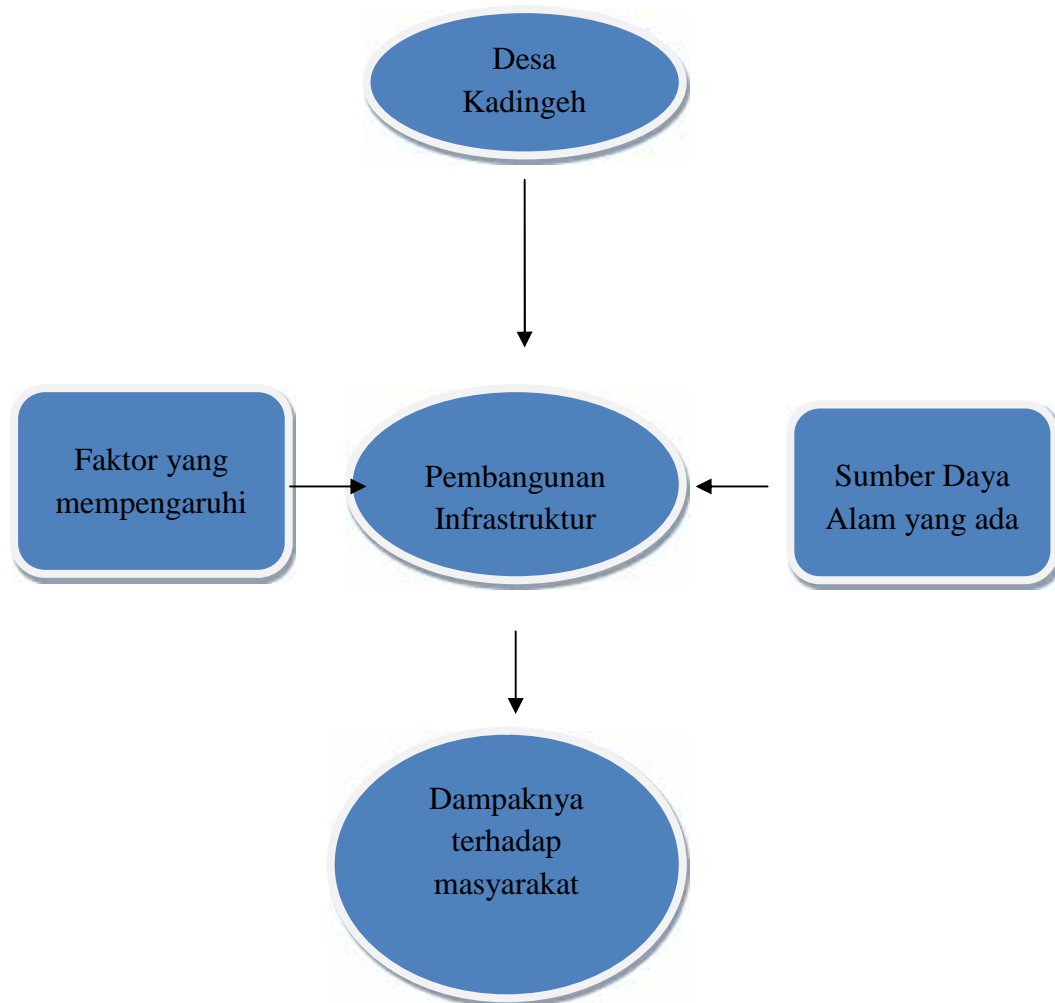 Desa
Kadingeh
Faktor yang
mempengaruhi
Pembangunan
Infrastruktur
Sumber Daya
Alam yang ada
Dampaknya
terhadap
masyarakat